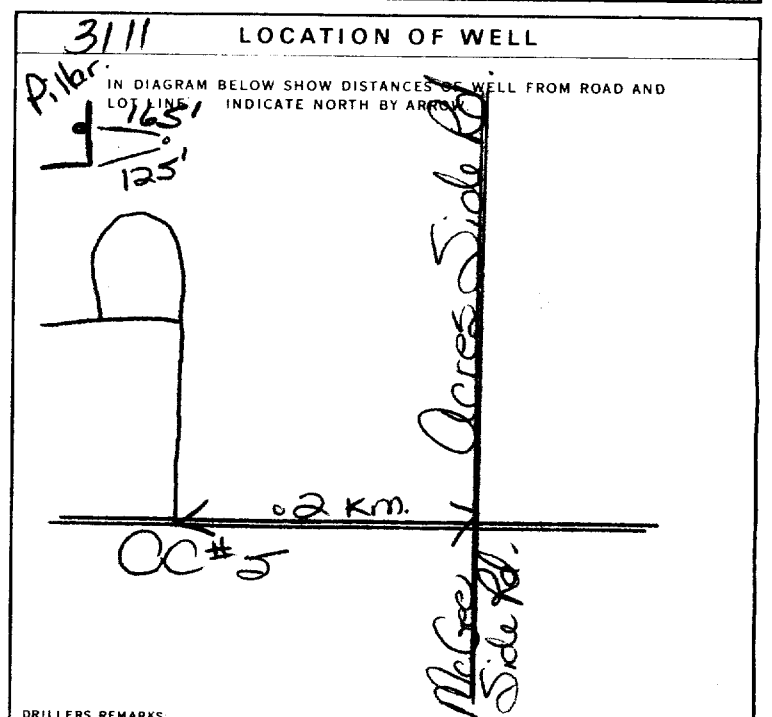 3111
LOCATION OF WELL
IN DIAGRAM BELOW SHOW DISTANCES OF WELL FROM ROAD AND
LOT LINE. INDICATE NORTH BY ARROW.
Pillar.
165'
125'
Acres Side Rd.
.2 Km.
CC#5
McGee
Side Rd.
DRILLERS REMARKS